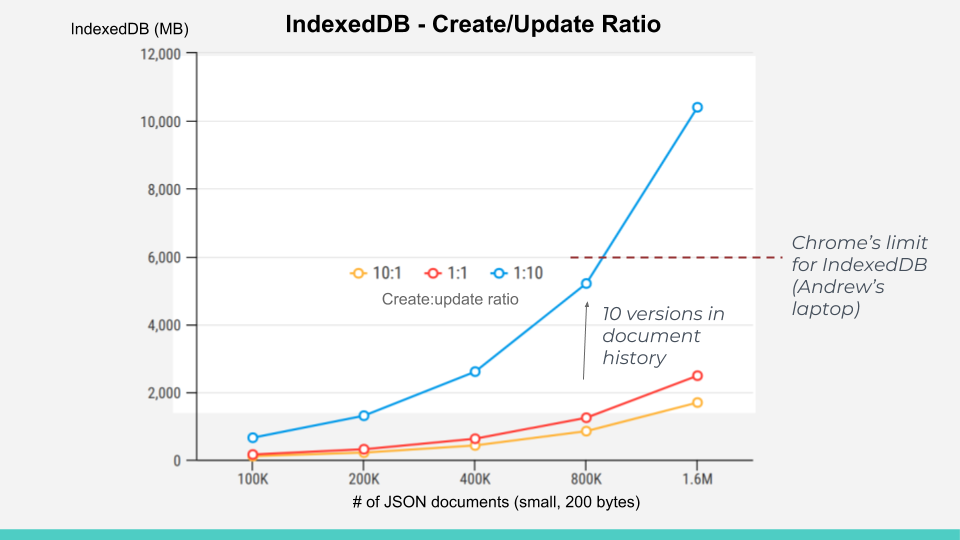 IndexedDB (MB)
IndexedDB - Create/Update Ratio
12,000
10,000
8,000
6,000
4,000
2,000
0
10:1
1:1
1:10
Create:update ratio
Chrome’s limit
for IndexedDB
(Andrew’s
laptop)
10 versions in
document
history
100K
200K
400K
800K
1.6M
# of JSON documents (small, 200 bytes)